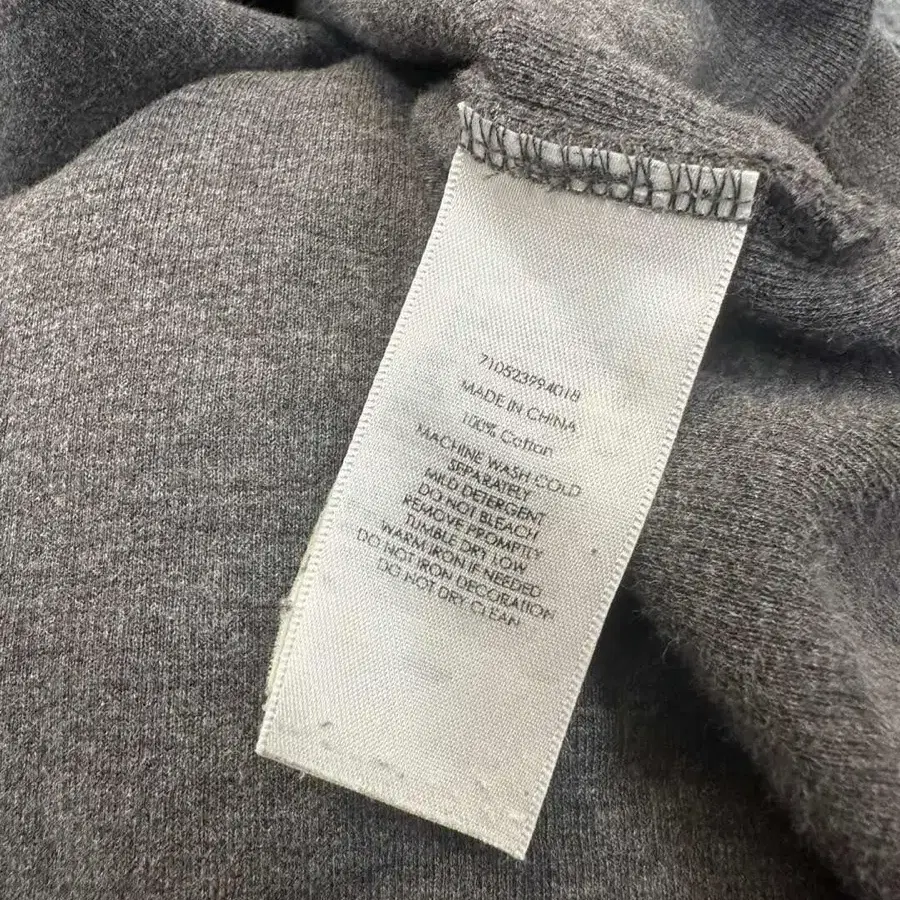 710523994018
MADE IN CHINA
100% Cotton
MACHINE WASH COLD
SEPARATELY
MILD DETERGENT
DO NOT BLEACH
REMOVE PROMPTLY
TUMBLE DRY LOW
WARM IRON IF NEEDED
DO NOT IRON DECORATION
DO NOT DRY CLEAN